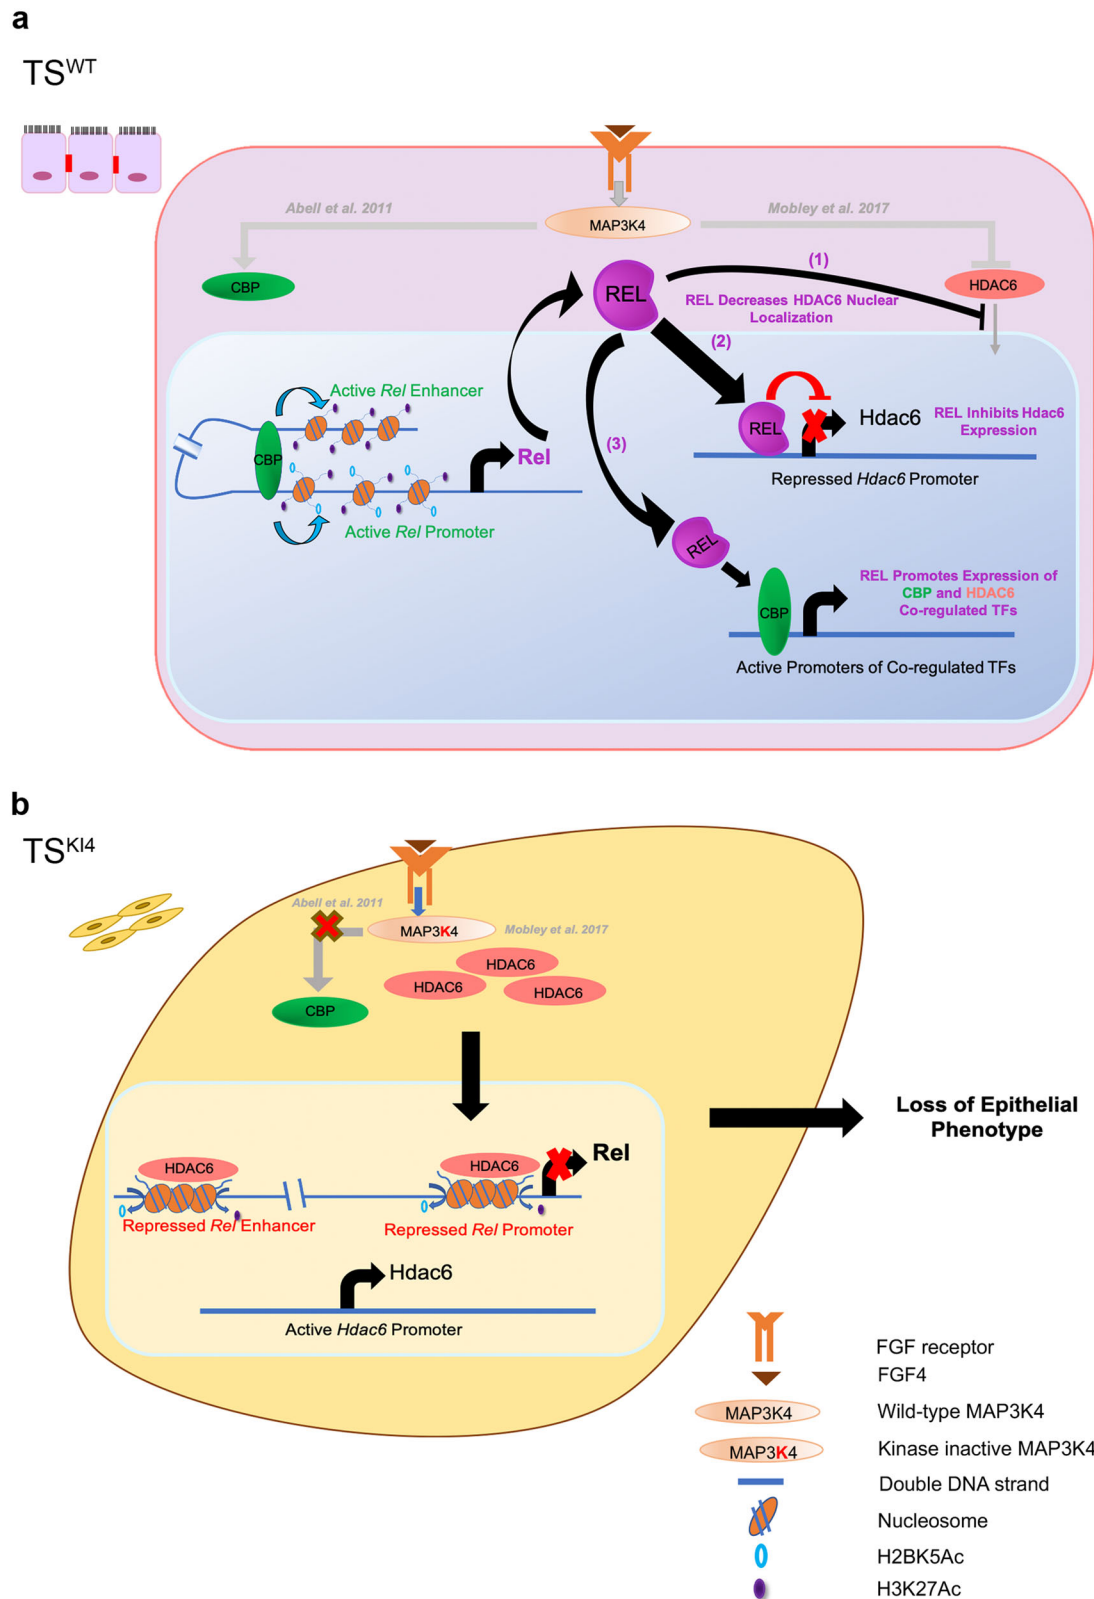 a
TSWT
Abell et al. 2011
Mobley et al. 2017
MAP3K4
CBP
HDAC6
REL
(1)
REL Decreases HDAC6 Nuclear
Localization
(2)
Active Rel Enhancer
CBP
Rel
Active Rel Promoter
(3)
REL
Hdac6
REL Inhibits Hdac6
Expression
Repressed Hdac6 Promoter
REL
CBP
REL Promotes Expression of
CBP and HDAC6
Co-regulated TFs
Active Promoters of Co-regulated TFs
b
TSKI4
Abell et al. 2011
MAP3K4
Mobley et al. 2017
HDAC6
HDAC6
HDAC6
CBP
Loss of Epithelial
Phenotype
HDAC6
HDAC6
Rel
Repressed Rel Enhancer
Repressed Rel Promoter
Hdac6
Active Hdac6 Promoter
FGF receptor
FGF4
MAP3K4
Wild-type MAP3K4
MAP3K4
Kinase inactive MAP3K4
Double DNA strand
Nucleosome
H2BK5Ac
H3K27Ac